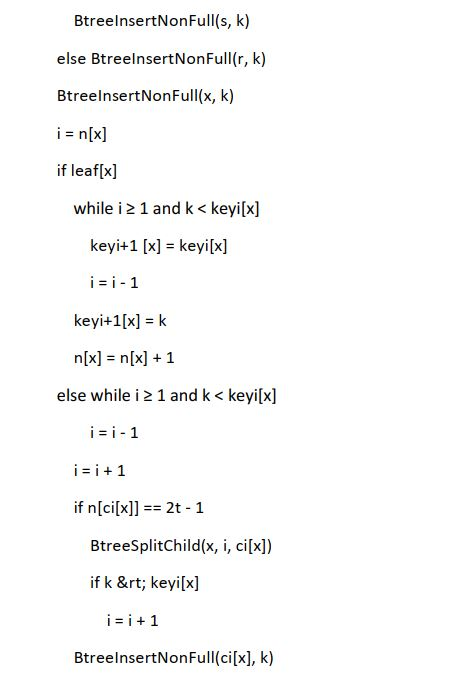 BtreeInsertNonFull(s, k)
else BtreeInsertNonFull(r, k)
BtreeInsertNonFull(x, k)
i = n[x]
if leaf[x]
while i ≥ 1 and k < keyi[x]
keyi+1 [x] = keyi[x]
i = i - 1
keyi+1[x] = k
n[x] = n[x] + 1
else while i ≥ 1 and k < keyi[x]
i = i - 1
i = i + 1
if n[ci[x]] == 2t - 1
BtreeSplitChild(x, i, ci[x])
if k &rt; keyi[x]
i = i + 1
BtreeInsertNonFull(ci[x], k)